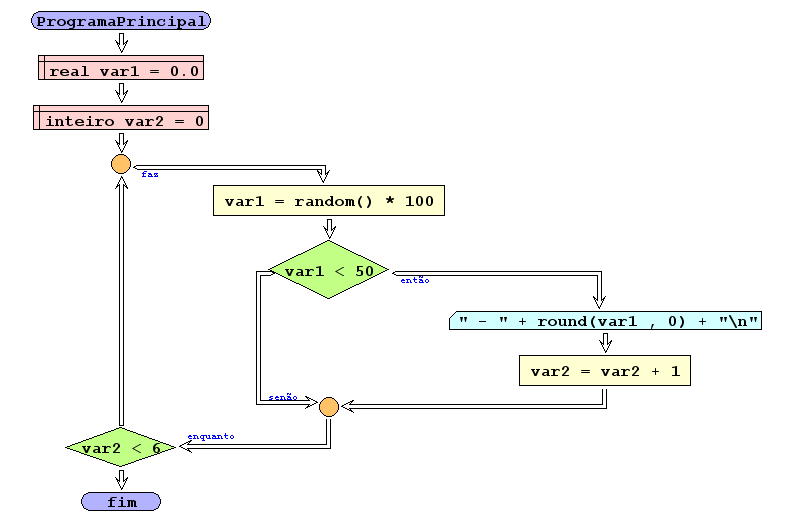 ProgramaPrincipal
real var1 = 0.0
inteiro var2 = 0
faz
var1 = random() * 100
var1 < 50
então
" - " + round(var1 , 0) + "\n"
var2 = var2 + 1
senão
enquanto
var2 < 6
fim